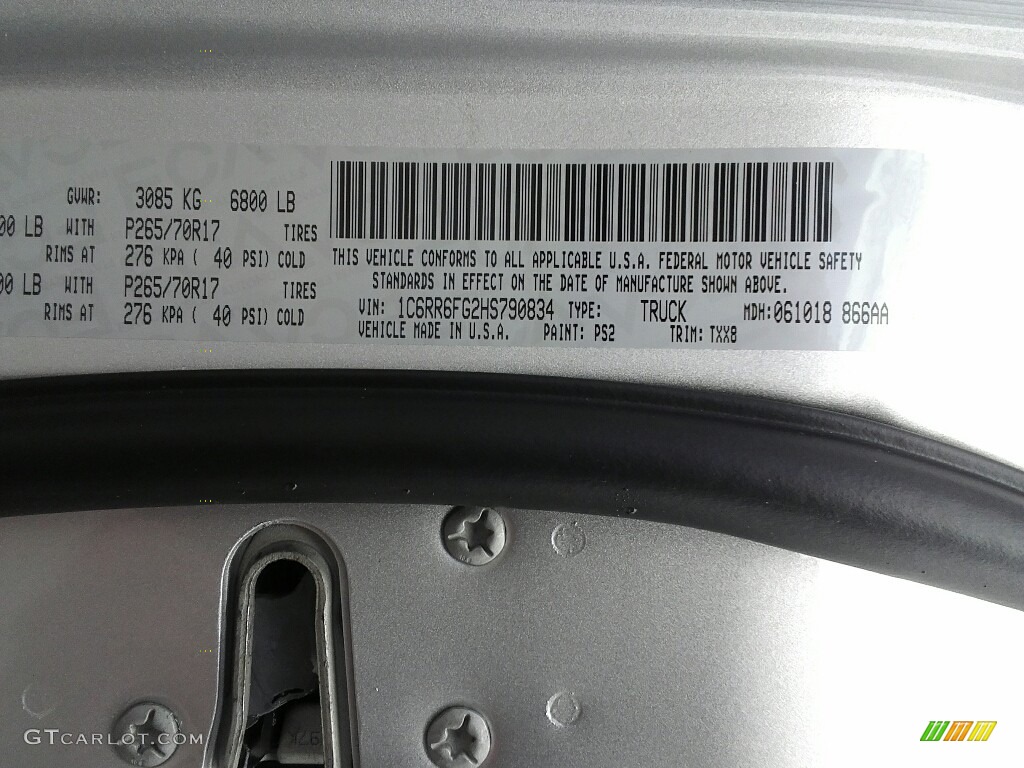 GVWR: 3085 KG 6800 LB
00 LB WITH P265/70R17 TIRES
RIMS AT 276 KPA ( 40 PSI) COLD
00 LB WITH P265/70R17 TIRES
RIMS AT 276 KPA ( 40 PSI) COLD
THIS VEHICLE CONFORMS TO ALL APPLICABLE U.S.A. FEDERAL MOTOR VEHICLE SAFETY
STANDARDS IN EFFECT ON THE DATE OF MANUFACTURE SHOWN ABOVE.
VIN: 1C6RR6FG2HS790834 TYPE: TRUCK MDH:061018 866AA
VEHICLE MADE IN U.S.A. PAINT: PS2 TRIM: TXX8
GTCARLOT.COM